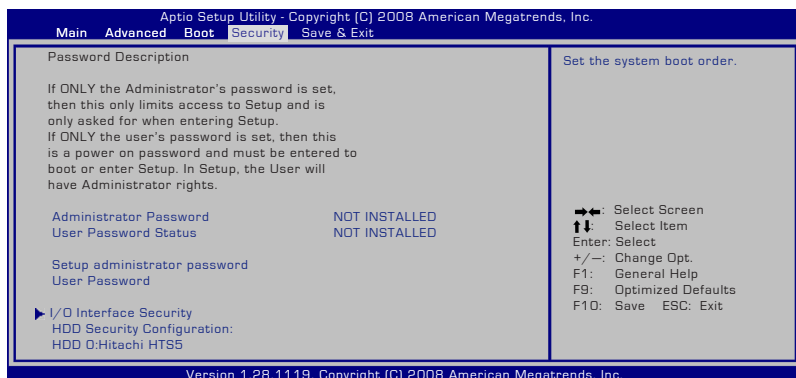 Aptio Setup Utility - Copyright (C) 2008 American Megatrends, Inc.
Main Advanced Boot Security Save & Exit
Password Description
If ONLY the Administrator's password is set,
then this only limits access to Setup and is
only asked for when entering Setup.
If ONLY the user's password is set, then this
is a power on password and must be entered to
boot or enter Setup. In Setup, the User will
have Administrator rights.
Administrator Password NOT INSTALLED
User Password Status NOT INSTALLED
Setup administrator password
User Password
I/O Interface Security
HDD Security Configuration:
HDD 0:Hitachi HTS5
Set the system boot order.
→←: Select Screen
↑↓: Select Item
Enter: Select
+/—: Change Opt.
F1: General Help
F9: Optimized Defaults
F10: Save ESC: Exit
Version 1.28.1119. Copyright (C) 2008 American Megatrends, Inc.